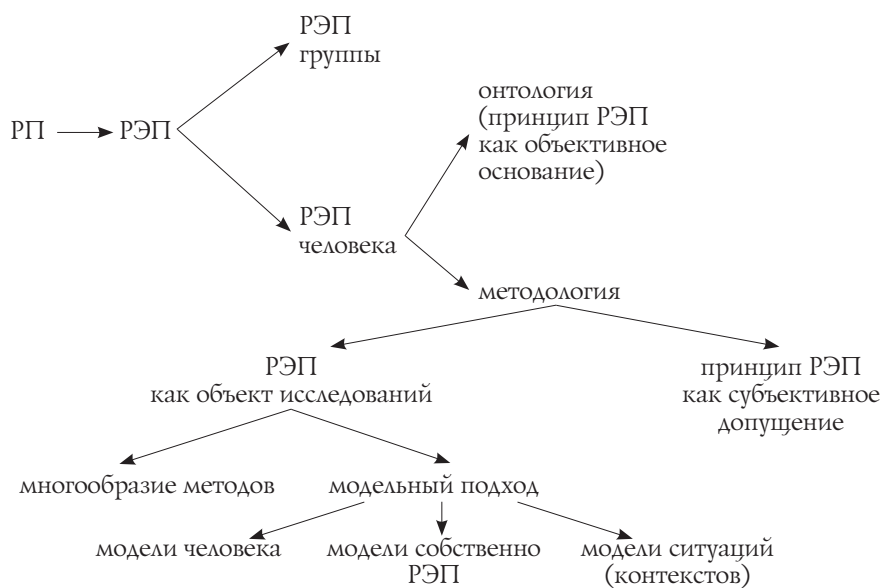 РЭП
группы
РП
РЭП
онтология
(принцип РЭП
как объективное
основание)
РЭП
человека
методология
РЭП
как объект исследований
принцип РЭП
как субъективное
допущение
многообразие методов
модельный подход
модели человека
модели собственно
РЭП
модели ситуаций
(контекстов)